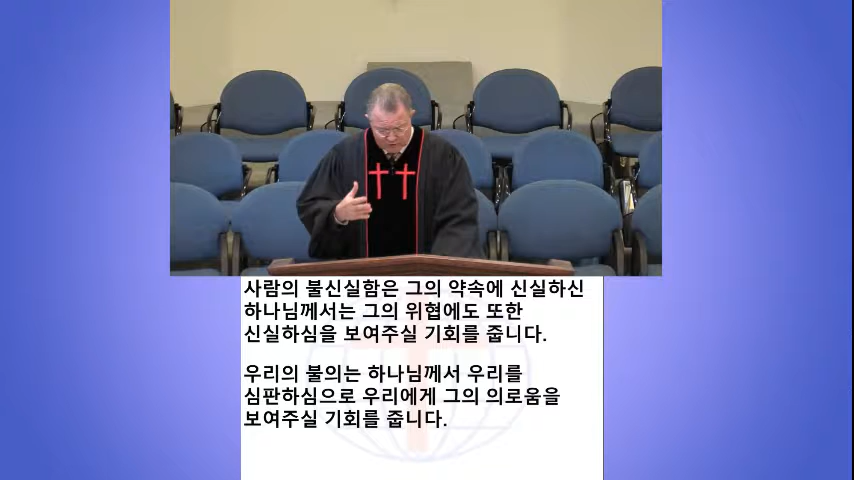 사람의 불신실함은 그의 약속에 신실하신
하나님께서는 그의 위협에도 또한
신실하심을 보여주실 기회를 줍니다.
우리의 불의는 하나님께서 우리를
심판하심으로 우리에게 그의 의로움을
보여주실 기회를 줍니다.